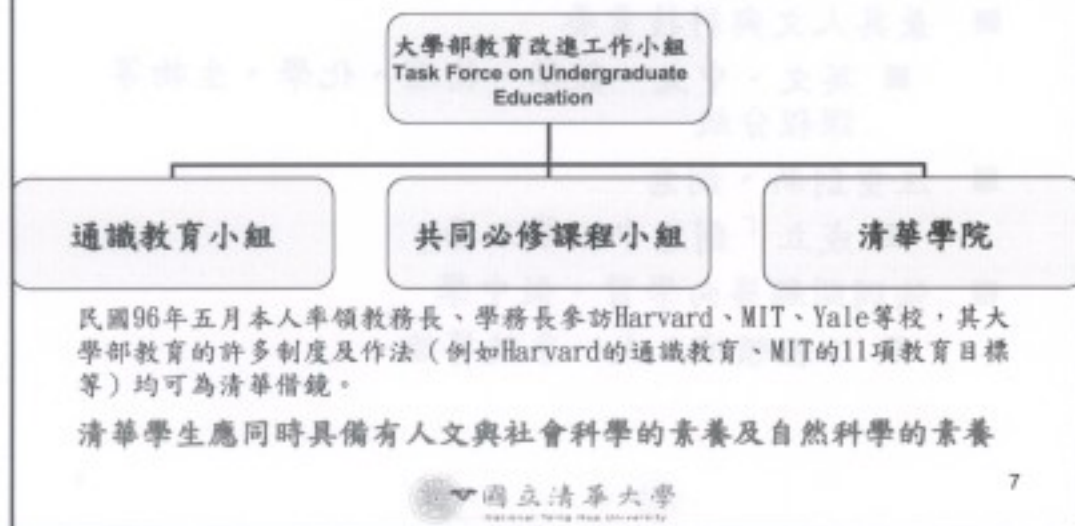 大學部教育改進工作小組
Task Force on Undergraduate
Education
通識教育小組
共同必修課程小組
清華學院
民國96年五月本人率領教務長、學務長參訪Harvard、MIT、Yale等校，其大
學部教育的許多制度及作法（例如Harvard的通識教育、MIT的11項教育目標
等）均可為清華借鏡。
清華學生應同時具備有人文與社會科學的素養及自然科學的素養
國立清華大學
National Tsing Hua University
7